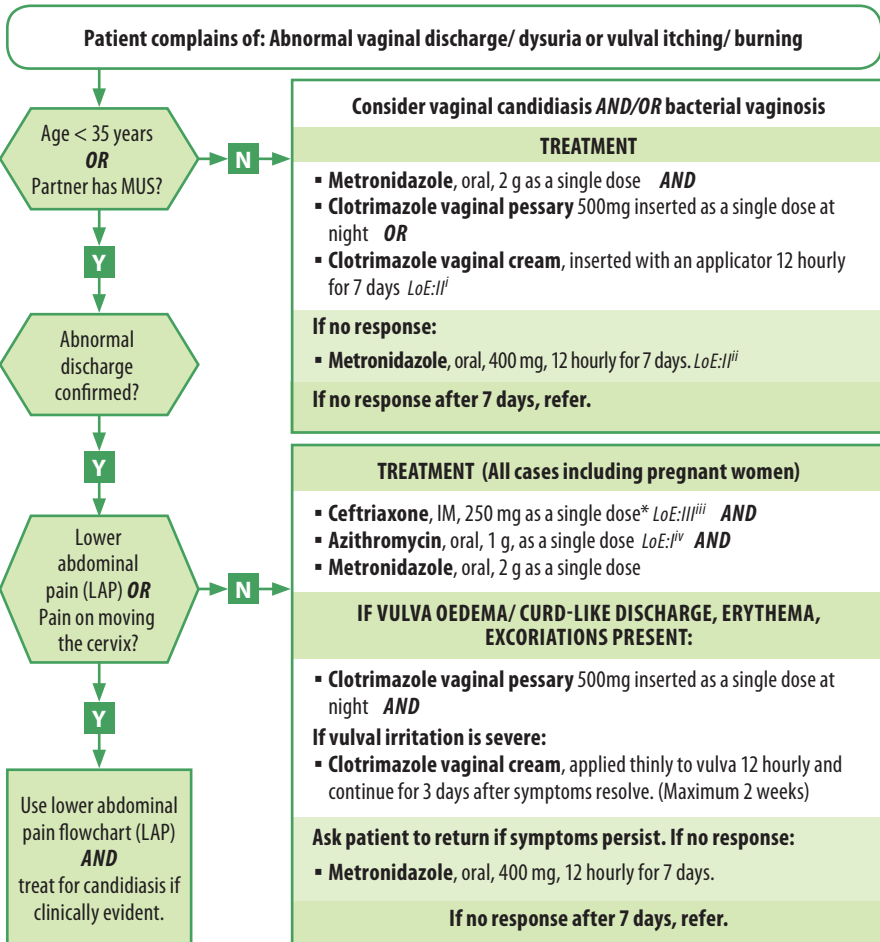 Patient complains of: Abnormal vaginal discharge/ dysuria or vulval itching/ burning
Age < 35 years
OR
Partner has MUS?
N
Y
Consider vaginal candidiasis AND/OR bacterial vaginosis
TREATMENT
▪ Metronidazole, oral, 2 g as a single dose AND
▪ Clotrimazole vaginal pessary 500mg inserted as a single dose at
night OR
▪ Clotrimazole vaginal cream, inserted with an applicator 12 hourly
for 7 days LoE:IIⁱ
If no response:
▪ Metronidazole, oral, 400 mg, 12 hourly for 7 days. LoE:IIⁱⁱ
If no response after 7 days, refer.
Abnormal
discharge
confirmed?
Y
Lower
abdominal
pain (LAP) OR
Pain on moving
the cervix?
N
Y
TREATMENT (All cases including pregnant women)
▪ Ceftriaxone, IM, 250 mg as a single dose* LoE:IIIⁱⁱⁱ AND
▪ Azithromycin, oral, 1 g, as a single dose LoE:Iⁱᵛ AND
▪ Metronidazole, oral, 2 g as a single dose
IF VULVA OEDEMA/ CURD-LIKE DISCHARGE, ERYTHEMA,
EXCORIATIONS PRESENT:
▪ Clotrimazole vaginal pessary 500mg inserted as a single dose at
night AND
If vulval irritation is severe:
▪ Clotrimazole vaginal cream, applied thinly to vulva 12 hourly and
continue for 3 days after symptoms resolve. (Maximum 2 weeks)
Ask patient to return if symptoms persist. If no response:
▪ Metronidazole, oral, 400 mg, 12 hourly for 7 days.
If no response after 7 days, refer.
Use lower abdominal
pain flowchart (LAP)
AND
treat for candidiasis if
clinically evident.